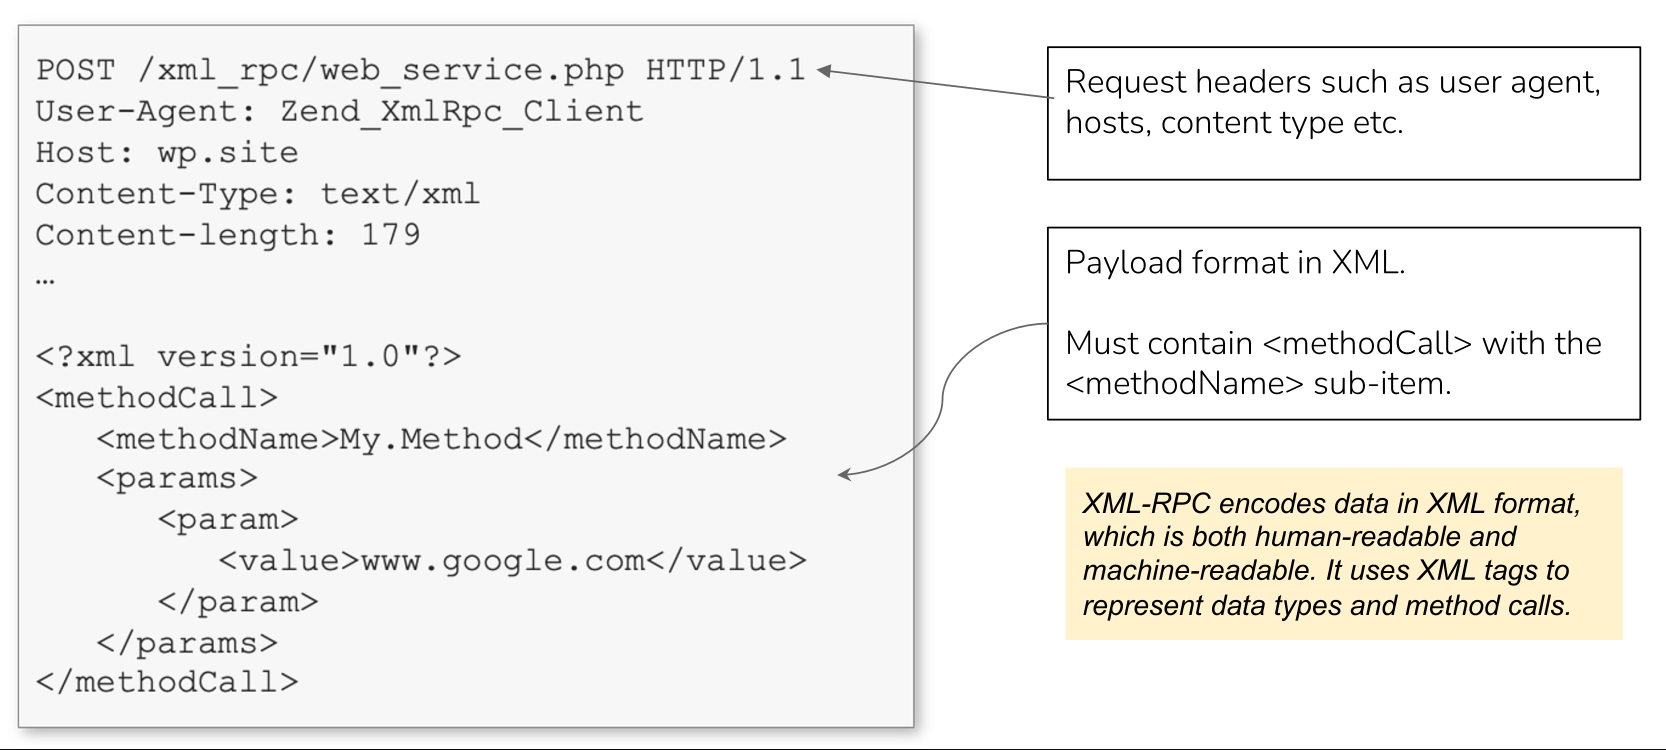 POST /xml_rpc/web_service.php HTTP/1.1
User-Agent: Zend_XmlRpc_Client
Host: wp.site
Content-Type: text/xml
Content-length: 179
…
<?xml version="1.0"?>
<methodCall>
   <methodName>My.Method</methodName>
   <params>
      <param>
         <value>www.google.com</value>
      </param>
   </params>
</methodCall>
Request headers such as user agent,
hosts, content type etc.
Payload format in XML.
Must contain <methodCall> with the
<methodName> sub-item.
XML-RPC encodes data in XML format,
which is both human-readable and
machine-readable. It uses XML tags to
represent data types and method calls.